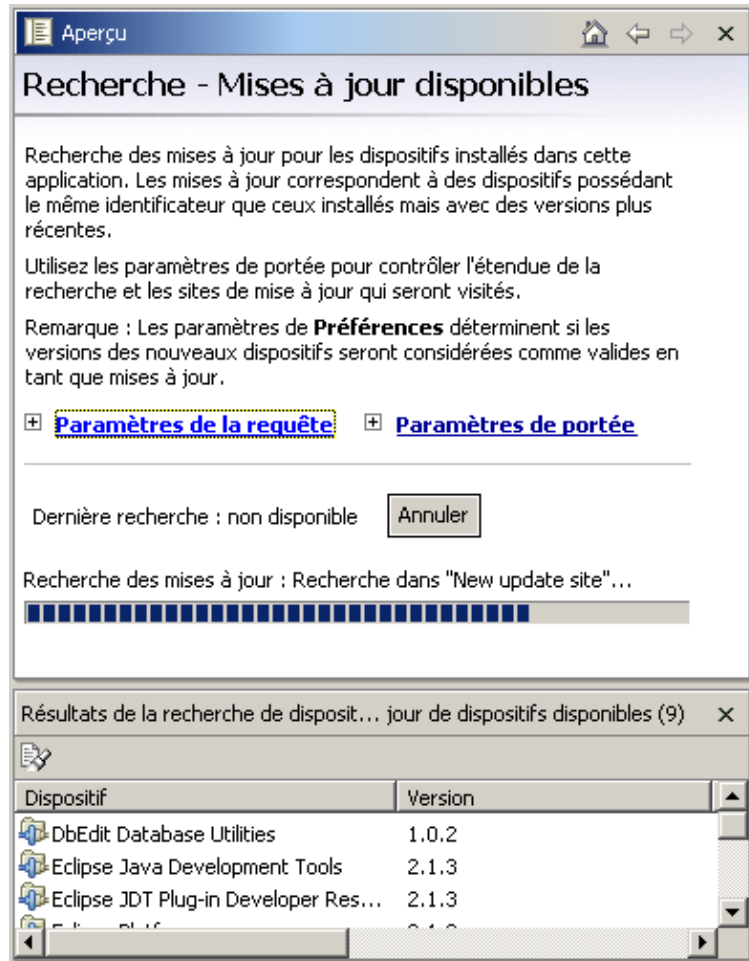 Aperçu
Recherche - Mises à jour disponibles
Recherche des mises à jour pour les dispositifs installés dans cette
application. Les mises à jour correspondent à des dispositifs possédant
le même identificateur que ceux installés mais avec des versions plus
récentes.
Utilisez les paramètres de portée pour contrôler l'étendue de la
recherche et les sites de mise à jour qui seront visités.
Remarque : Les paramètres de Préférences déterminent si les
versions des nouveaux dispositifs seront considérées comme valides en
tant que mises à jour.
Paramètres de la requête Paramètres de portée
Dernière recherche : non disponible Annuler
Recherche des mises à jour : Recherche dans "New update site"...
Résultats de la recherche de disposit... jour de dispositifs disponibles (9)
Dispositif Version
DbEdit Database Utilities 1.0.2
Eclipse Java Development Tools 2.1.3
Eclipse JDT Plug-in Developer Res... 2.1.3